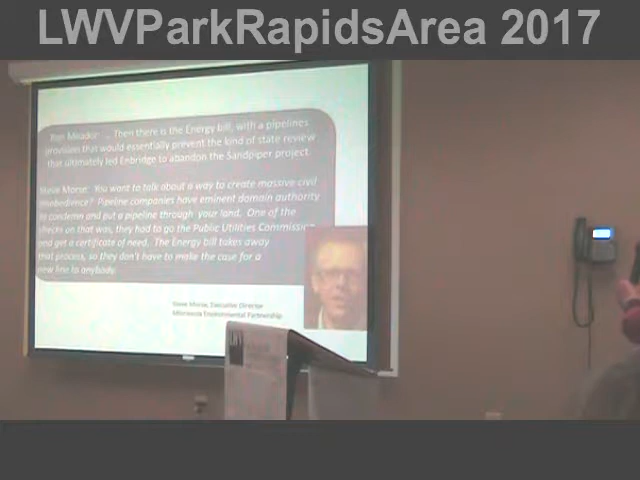 LWVParkRapidsArea 2017
Ron Meador: ... Then there is the Energy bill, with a pipelines
provision that would essentially prevent the kind of state review
that ultimately led Enbridge to abandon the Sandpiper project.
Steve Morse: You want to talk about a way to create massive civil
disobedience? Pipeline companies have eminent domain authority
to condemn and put a pipeline through your land. One of the
checks on that was, they had to go the Public Utilities Commission
and get a certificate of need. The Energy bill takes away
that process, so they don't have to make the case for a
new line to anybody.
Steve Morse, Executive Director
Minnesota Environmental Partnership
LWV